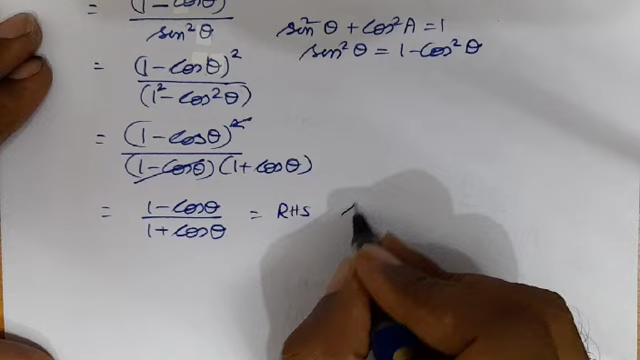 = (1-cosθ)² / sin²θ
sin²θ + cos²A = 1
sin²θ = 1-cos²θ
= (1-cosθ)² / (1²-cos²θ)
= (1-cosθ)² / (1-cosθ)(1+cosθ)
= 1-cosθ / 1+cosθ = RHS